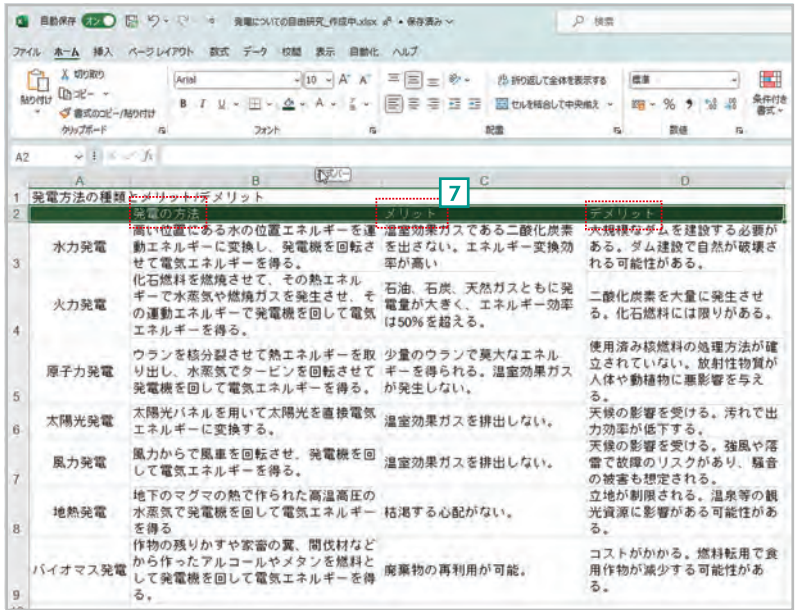 自動保存 オン 発電についての自由研究_作成中.xlsx • 保存済み 検索
ファイル ホーム 挿入 ページレイアウト 数式 データ 校閲 表示 自動化 ヘルプ
切り取り
コピー
書式のコピー/貼り付け
貼り付け
クリップボード
Arial 10 A A
B I U A
フォント
折り返して全体を表示する
セルを結合して中央揃え
配置
標準
% 9
数値
条件付き
書式
A2 fx 数式バー
A B C D
7
1 発電方法の種類とメリット/デメリット
2 発電の方法 メリット デメリット
3 水力発電
高い位置にある水の位置エネルギーを運
動エネルギーに変換し、発電機を回転さ
せて電気エネルギーを得る。
温室効果ガスである二酸化炭素
を出さない。エネルギー変換効
率が高い
大規模なダムを建設する必要が
ある。ダム建設で自然が破壊さ
れる可能性がある。
4 火力発電
化石燃料を燃焼させて、その熱エネル
ギーで水蒸気や燃焼ガスを発生させ、そ
の運動エネルギーで発電機を回して電気
エネルギーを得る。
石油、石炭、天然ガスともに発
電量が大きく、エネルギー効率
は50%を超える。
二酸化炭素を大量に発生させ
る。化石燃料には限りがある。
5 原子力発電
ウランを核分裂させて熱エネルギーを取
り出し、水蒸気でタービンを回転させて
発電機を回して電気エネルギーを得る。
少量のウランで莫大なエネル
ギーを得られる。温室効果ガス
が発生しない。
使用済み核燃料の処理方法が確
立されていない。放射性物質が
人体や動植物に悪影響を与え
る。
6 太陽光発電
太陽光パネルを用いて太陽光を直接電気
エネルギーに変換する。
温室効果ガスを排出しない。
天候の影響を受ける。汚れで出
力効率が低下する。
7 風力発電
風力からで風車を回転させ、発電機を回
して電気エネルギーを得る。
温室効果ガスを排出しない。
天候の影響を受ける。強風や落
雷で故障のリスクがあり、騒音
の被害も想定される。
8 地熱発電
地下のマグマの熱で作られた高温高圧の
水蒸気で発電機を回して電気エネルギー
を得る
枯渇する心配がない。
立地が制限される。温泉等の観
光資源に影響がある可能性があ
る。
9 バイオマス発電
作物の残りかすや家畜の糞、間伐材など
から作ったアルコールやメタンを燃料と
して発電機を回して電気エネルギーを得
る。
廃棄物の再利用が可能。
コストがかかる。燃料転用で食
用作物が減少する可能性があ
る。